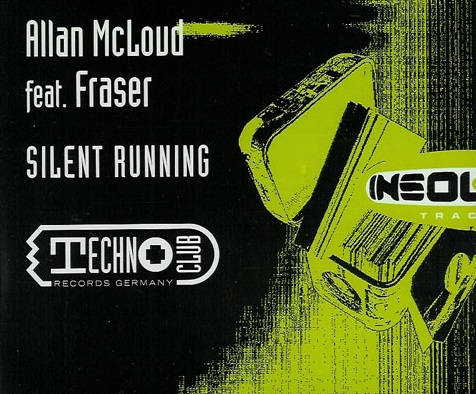 Allan McLoud
feat. Fraser
SILENT RUNNING
TECHNO CLUB
RECORDS GERMANY